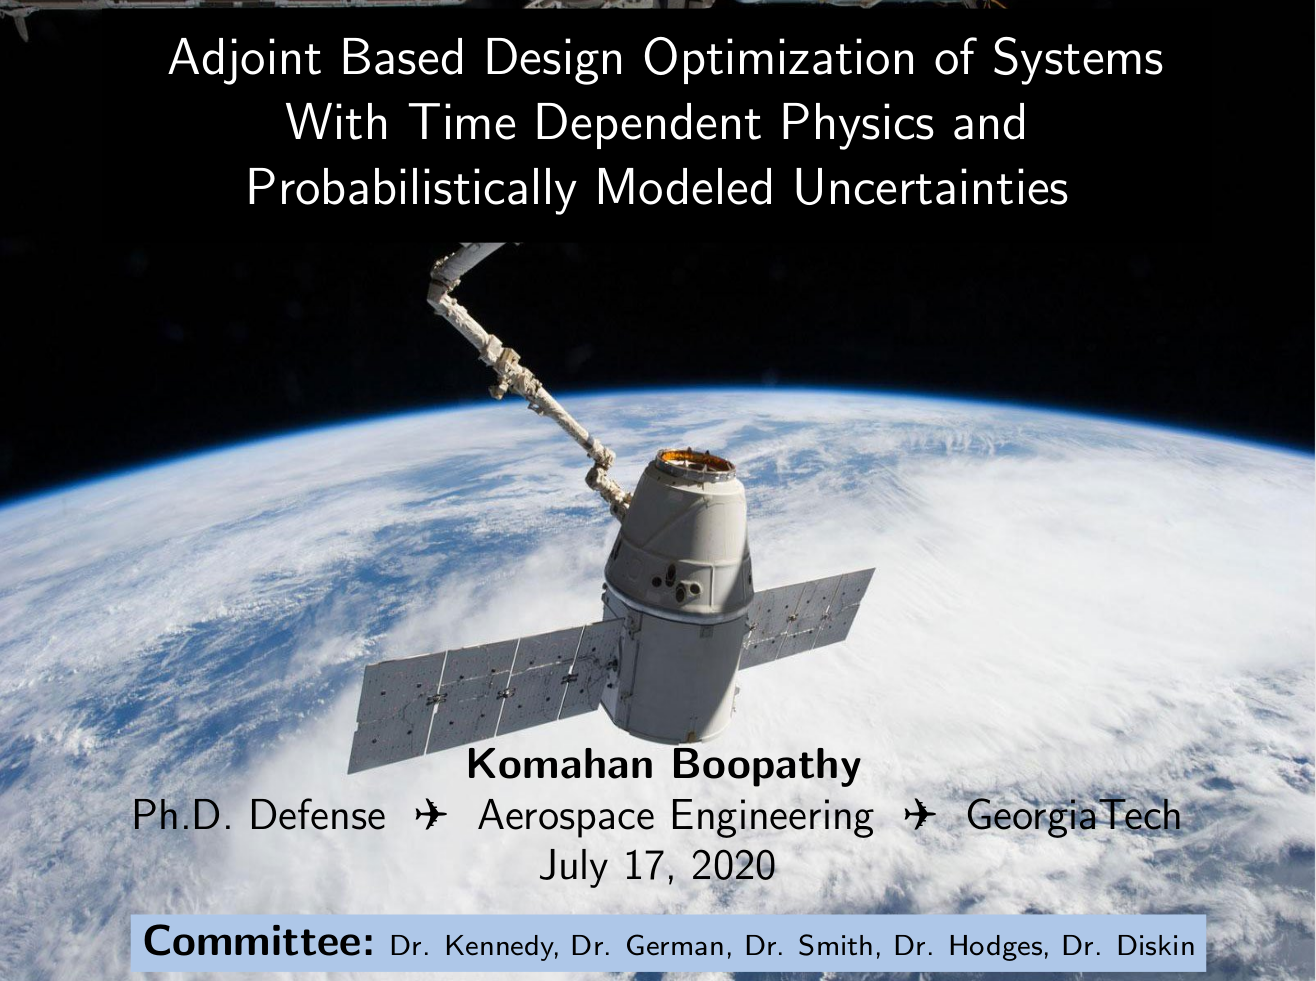 Adjoint Based Design Optimization of Systems
With Time Dependent Physics and
Probabilistically Modeled Uncertainties
Komahan Boopathy
Ph.D. Defense ✈ Aerospace Engineering ✈ GeorgiaTech
July 17, 2020
Committee: Dr. Kennedy, Dr. German, Dr. Smith, Dr. Hodges, Dr. Diskin